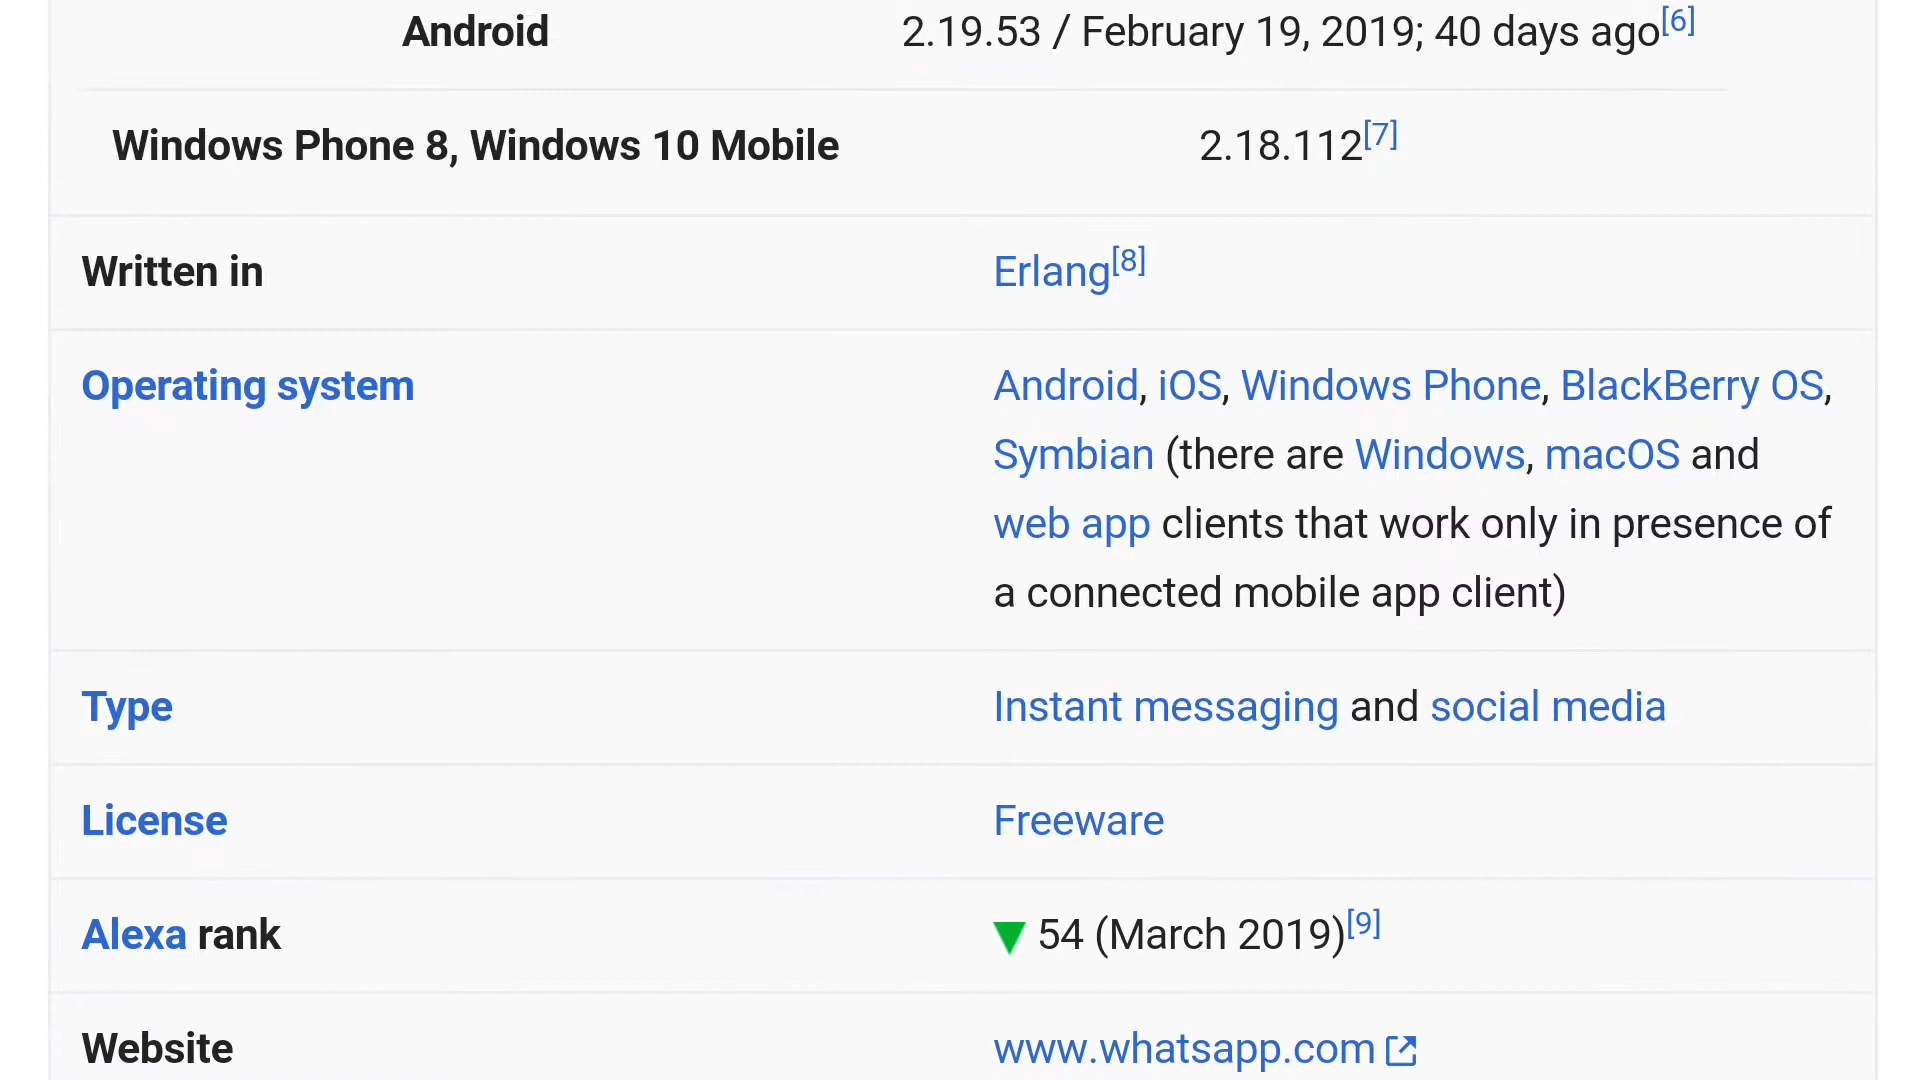 Android 2.19.53 / February 19, 2019; 40 days ago[6]
Windows Phone 8, Windows 10 Mobile 2.18.112[7]
Written in Erlang[8]
Operating system Android, iOS, Windows Phone, BlackBerry OS,
Symbian (there are Windows, macOS and
web app clients that work only in presence of
a connected mobile app client)
Type Instant messaging and social media
License Freeware
Alexa rank ▼ 54 (March 2019)[9]
Website www.whatsapp.com